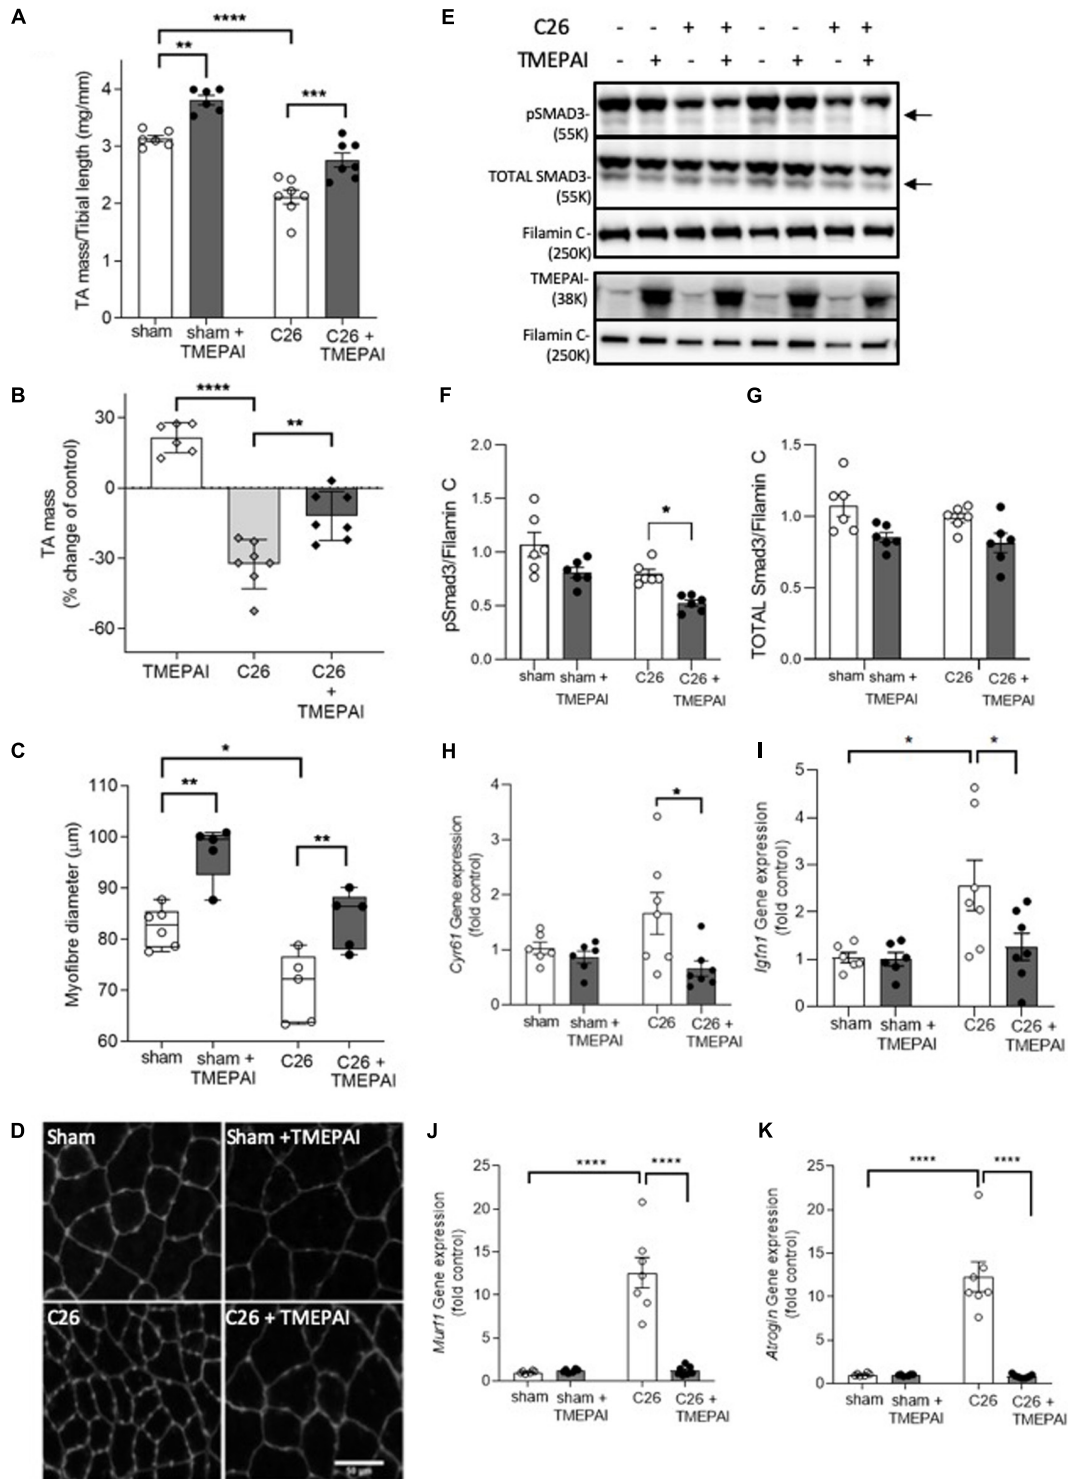 A
TA mass/Tibial length (mg/mm)
4
3
2
1
0
****
**
***
sham
sham +
TMEPAI
C26
C26 +
TMEPAI
E
C26 - - + + - - + +
TMEPAI - + - + - + - +
pSMAD3-
(55K)
TOTAL SMAD3-
(55K)
Filamin C-
(250K)
TMEPAI-
(38K)
Filamin C-
(250K)
B
TA mass
(% change of control)
30
0
-30
-60
****
**
TMEPAI
C26
C26
+
TMEPAI
F
pSmad3/Filamin C
2.0
1.5
1.0
0.5
0.0
*
sham
sham +
TMEPAI
C26
C26 +
TMEPAI
G
TOTAL Smad3/Filamin C
1.5
1.0
0.5
0.0
sham
sham +
TMEPAI
C26
C26 +
TMEPAI
C
Myofibre diameter (μm)
110
100
90
80
70
60
*
**
**
sham
sham +
TMEPAI
C26
C26 +
TMEPAI
H
Cyr61 Gene expression
(fold control)
4
3
2
1
0
*
sham
sham +
TMEPAI
C26
C26 +
TMEPAI
I
Igfn1 Gene expression
(fold control)
5
4
3
2
1
0
*
*
sham
sham +
TMEPAI
C26
C26 +
TMEPAI
D
Sham
Sham +TMEPAI
C26
C26 + TMEPAI
50 μm
J
Murf1 Gene expression
(fold control)
25
20
15
10
5
0
****
****
sham
sham +
TMEPAI
C26
C26 +
TMEPAI
K
Atrogin Gene expression
(fold control)
25
20
15
10
5
0
****
****
sham
sham +
TMEPAI
C26
C26 +
TMEPAI